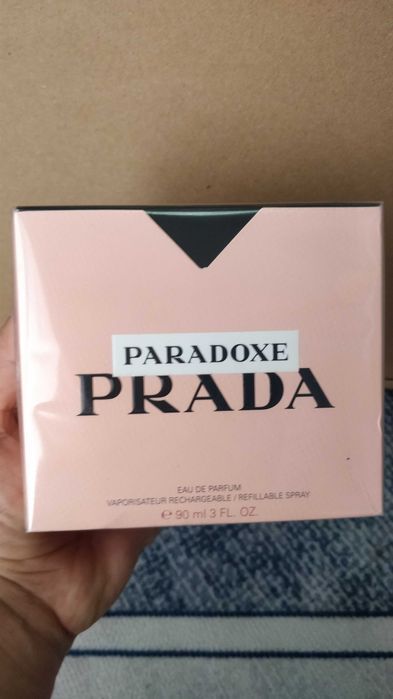 PARADOXE
PRADA
EAU DE PARFUM
VAPORISATEUR RECHARGEABLE / REFILLABLE SPRAY
℮ 90 ml 3 FL. OZ.